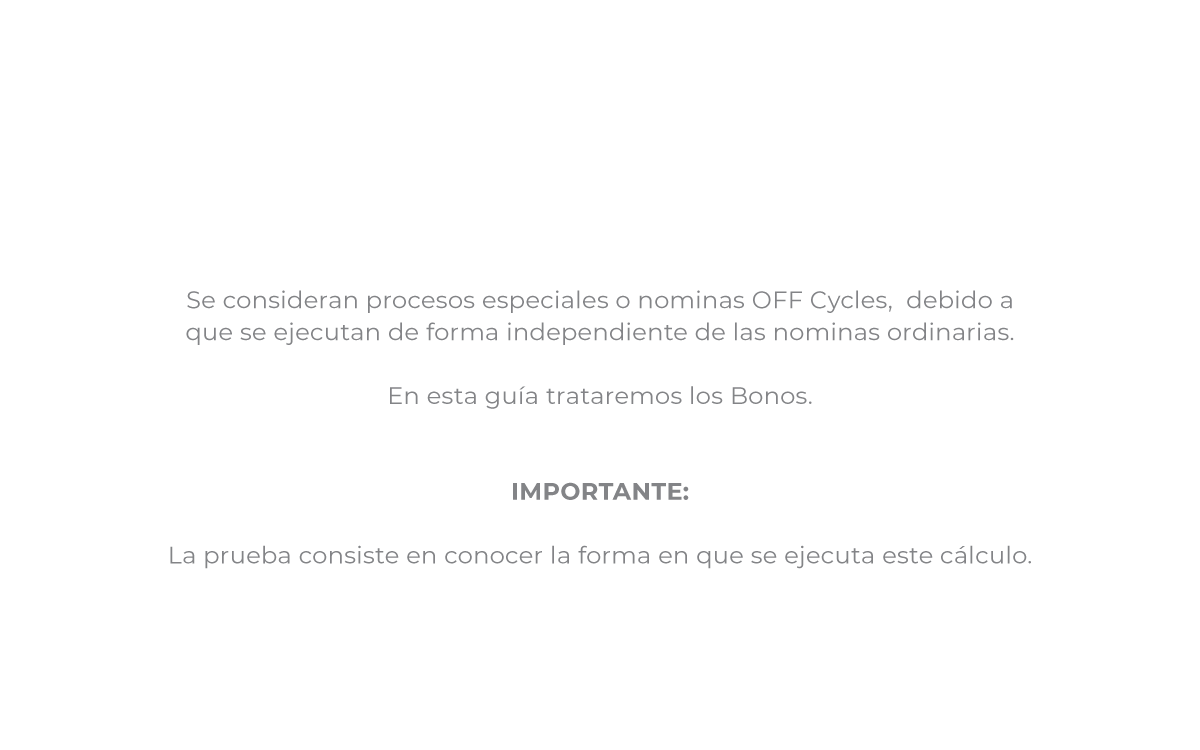 Se consideran procesos especiales o nominas OFF Cycles,  debido a
que se ejecutan de forma independiente de las nominas ordinarias.
En esta guía trataremos los Bonos.
IMPORTANTE:
La prueba consiste en conocer la forma en que se ejecuta este cálculo.